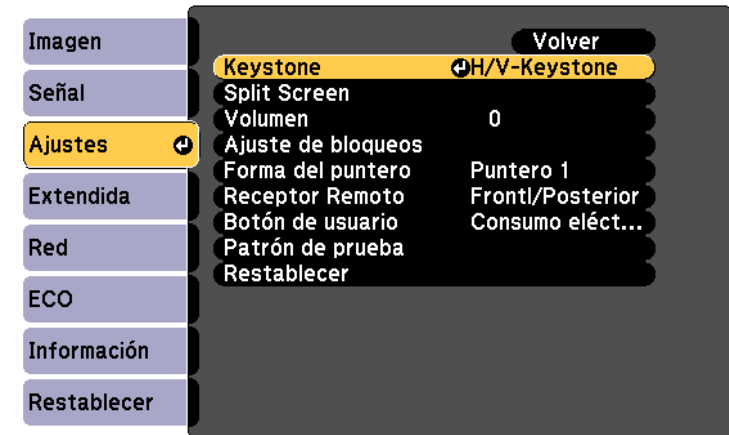 Imagen
Señal
Ajustes
Extendida
Red
ECO
Información
Restablecer
Volver
Keystone H/V-Keystone
Split Screen
Volumen 0
Ajuste de bloqueos
Forma del puntero Puntero 1
Receptor Remoto Frontl/Posterior
Botón de usuario Consumo eléct...
Patrón de prueba
Restablecer